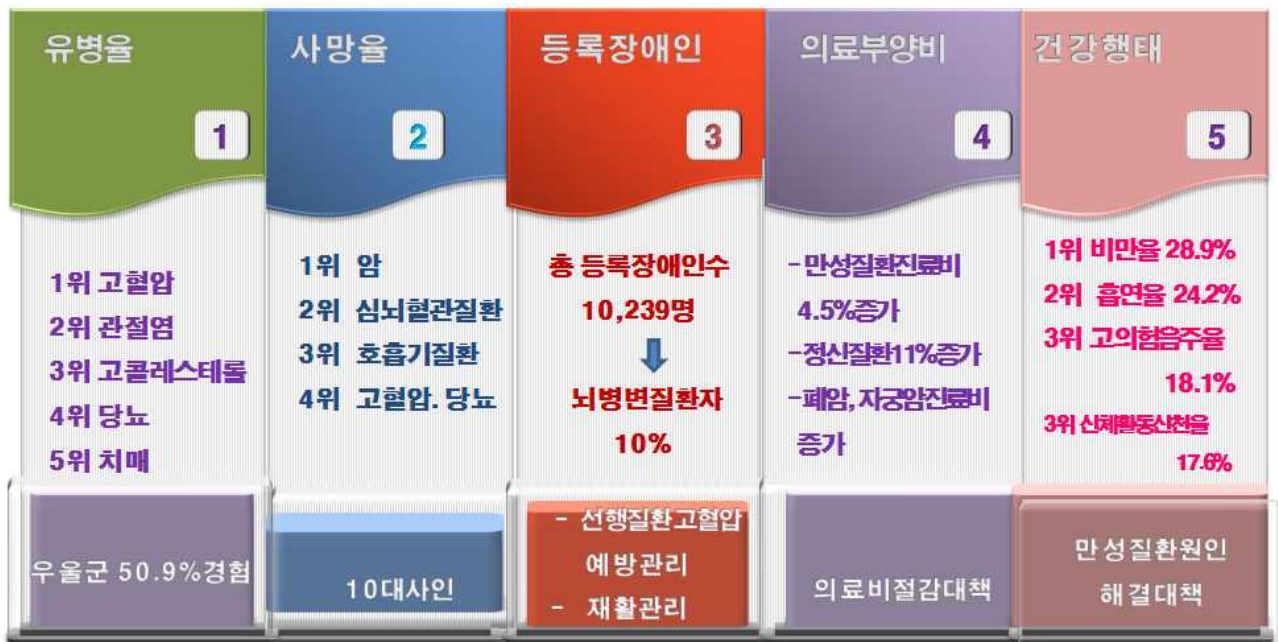 유병율
1
1위 고혈압
2위 관절염
3위 고콜레스테롤
4위 당뇨
5위 치매
우울군 50.9%경험
사망율
2
1위 암
2위 심뇌혈관질환
3위 호흡기질환
4위 고혈압. 당뇨
10대사인
등록장애인
3
총 등록장애인수
10,239명
뇌병변질환자
10%
- 선행질환고혈압
예방관리
- 재활관리
의료부양비
4
-만성질환진료비
4.5%증가
-정신질환11%증가
-폐암, 자궁암진료비
증가
의료비절감대책
건강행태
5
1위 비만율 28.9%
2위 흡연율 24.2%
3위 고의험음주율
18.1%
3위 신체활동산천율
17.6%
만성질환원인
해결대책